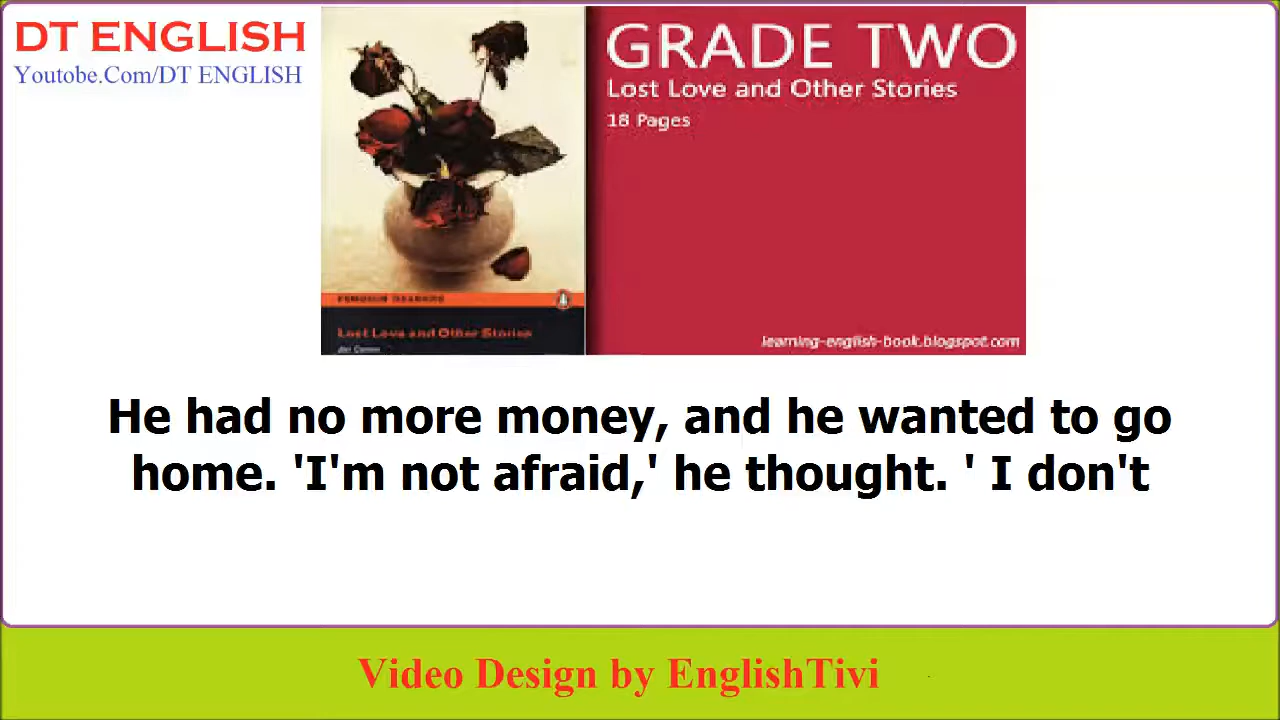 DT ENGLISH
Youtobe.Com/DT ENGLISH
GRADE TWO
Lost Love and Other Stories
18 Pages
PENGUIN READERS
Lost Love and Other Stories
learning-english-book.blogspot.com
He had no more money, and he wanted to go
home. 'I'm not afraid,' he thought. ' I don't
Video Design by EnglishTivi